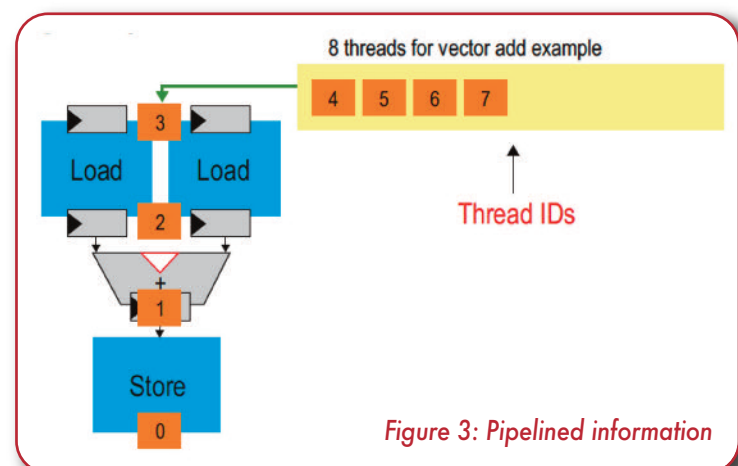 8 threads for vector add example
4 5 6 7
3
Load Load
Thread IDs
2
+
1
Store
0
Figure 3: Pipelined information